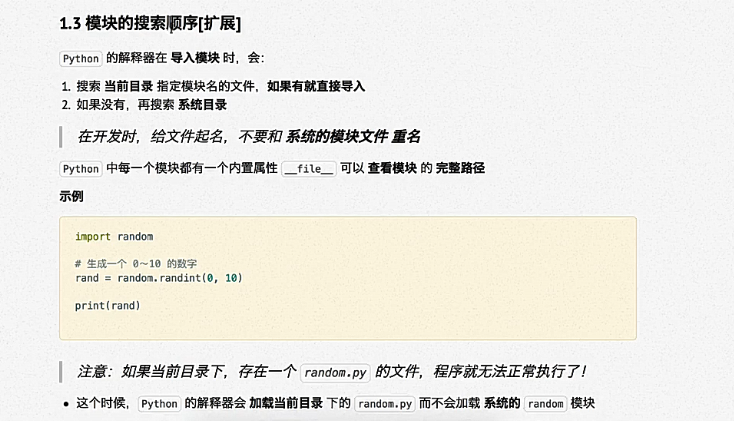 1.3 模块的搜索顺序[扩展]
Python 的解释器在 导入模块 时，会：
1. 搜索 当前目录 指定模块名的文件，如果有就直接导入
2. 如果没有，再搜索 系统目录
在开发时，给文件起名，不要和 系统的模块文件 重名
Python 中每一个模块都有一个内置属性 __file__ 可以 查看模块 的 完整路径
示例
import random
# 生成一个 0～10 的数字
rand = random.randint(0, 10)
print(rand)
注意：如果当前目录下，存在一个 random.py 的文件，程序就无法正常执行了！
• 这个时候，Python 的解释器会 加载当前目录 下的 random.py 而不会加载 系统的 random 模块